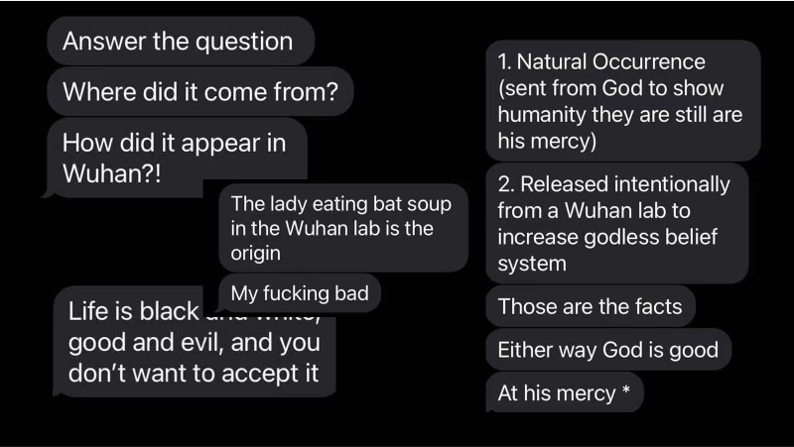 Answer the question
Where did it come from?
How did it appear in
Wuhan?!
The lady eating bat soup
in the Wuhan lab is the
origin
My fucking bad
Life is black and white,
good and evil, and you
don't want to accept it
1. Natural Occurrence
(sent from God to show
humanity they are still are
his mercy)
2. Released intentionally
from a Wuhan lab to
increase godless belief
system
Those are the facts
Either way God is good
At his mercy *